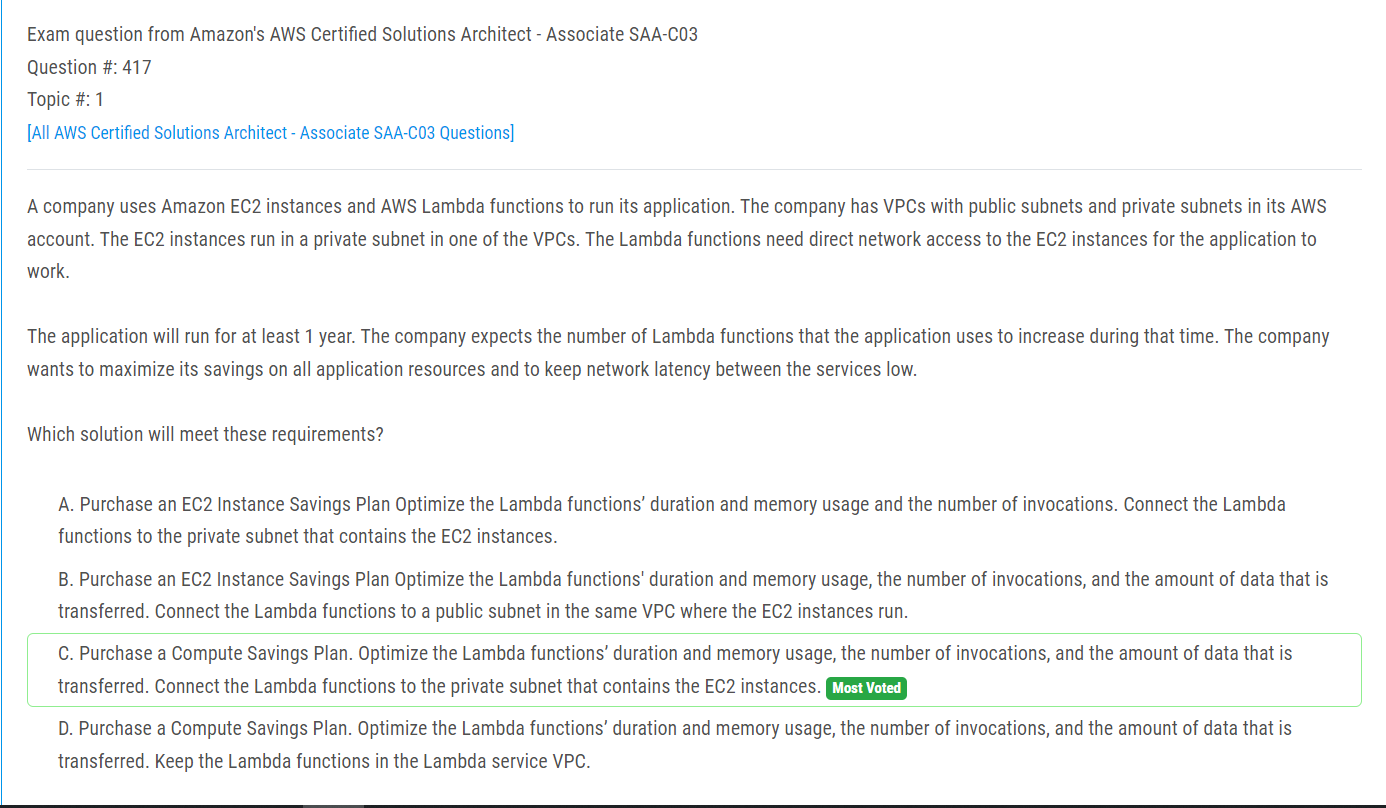 Exam question from Amazon's AWS Certified Solutions Architect - Associate SAA-C03
Question #: 417
Topic #: 1
[All AWS Certified Solutions Architect - Associate SAA-C03 Questions]
A company uses Amazon EC2 instances and AWS Lambda functions to run its application. The company has VPCs with public subnets and private subnets in its AWS
account. The EC2 instances run in a private subnet in one of the VPCs. The Lambda functions need direct network access to the EC2 instances for the application to
work.
The application will run for at least 1 year. The company expects the number of Lambda functions that the application uses to increase during that time. The company
wants to maximize its savings on all application resources and to keep network latency between the services low.
Which solution will meet these requirements?
A. Purchase an EC2 Instance Savings Plan Optimize the Lambda functions’ duration and memory usage and the number of invocations. Connect the Lambda
functions to the private subnet that contains the EC2 instances.
B. Purchase an EC2 Instance Savings Plan Optimize the Lambda functions' duration and memory usage, the number of invocations, and the amount of data that is
transferred. Connect the Lambda functions to a public subnet in the same VPC where the EC2 instances run.
C. Purchase a Compute Savings Plan. Optimize the Lambda functions’ duration and memory usage, the number of invocations, and the amount of data that is
transferred. Connect the Lambda functions to the private subnet that contains the EC2 instances. Most Voted
D. Purchase a Compute Savings Plan. Optimize the Lambda functions’ duration and memory usage, the number of invocations, and the amount of data that is
transferred. Keep the Lambda functions in the Lambda service VPC.